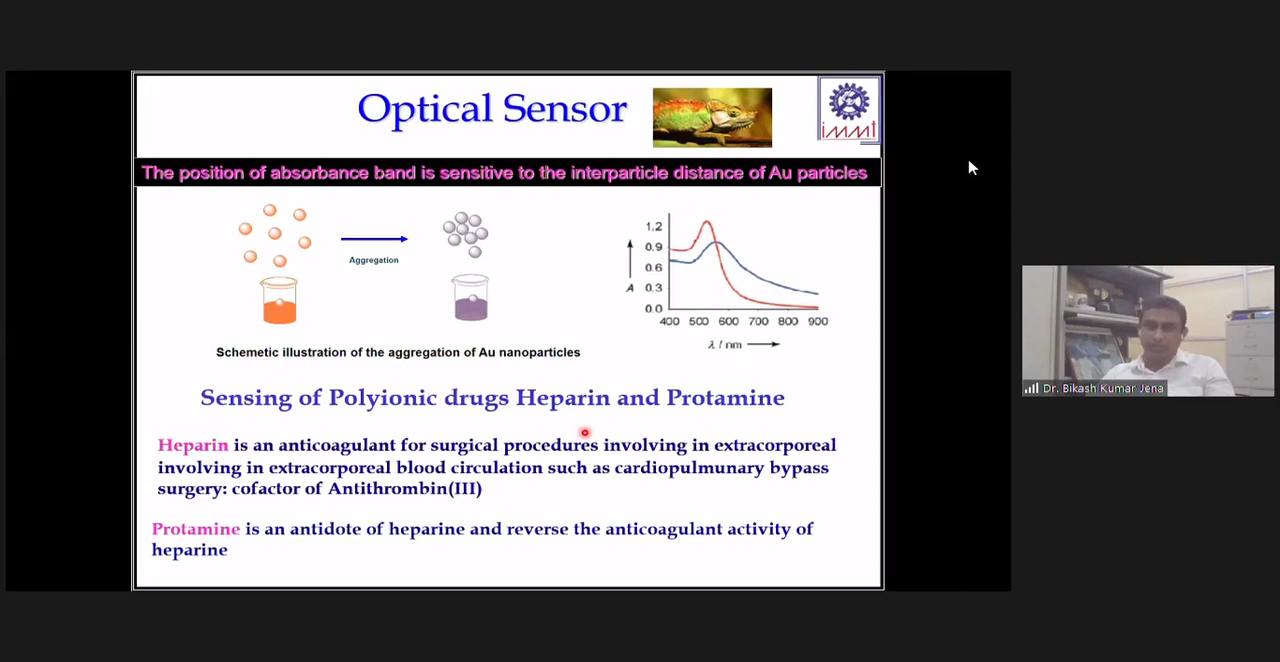 Optical Sensor
immt
The position of absorbance band is sensitive to the interparticle distance of Au particles
Aggregation
1.2
0.9
0.6
A 0.3
0.0
400 500 600 700 800 900
λ / nm
Schemetic illustration of the aggregation of Au nanoparticles
Sensing of Polyionic drugs Heparin and Protamine
Heparin is an anticoagulant for surgical procedures involving in extracorporeal
involving in extracorporeal blood circulation such as cardiopulmunary bypass
surgery: cofactor of Antithrombin(III)
Protamine is an antidote of heparine and reverse the anticoagulant activity of
heparine
Dr. Bikash Kumar Jena